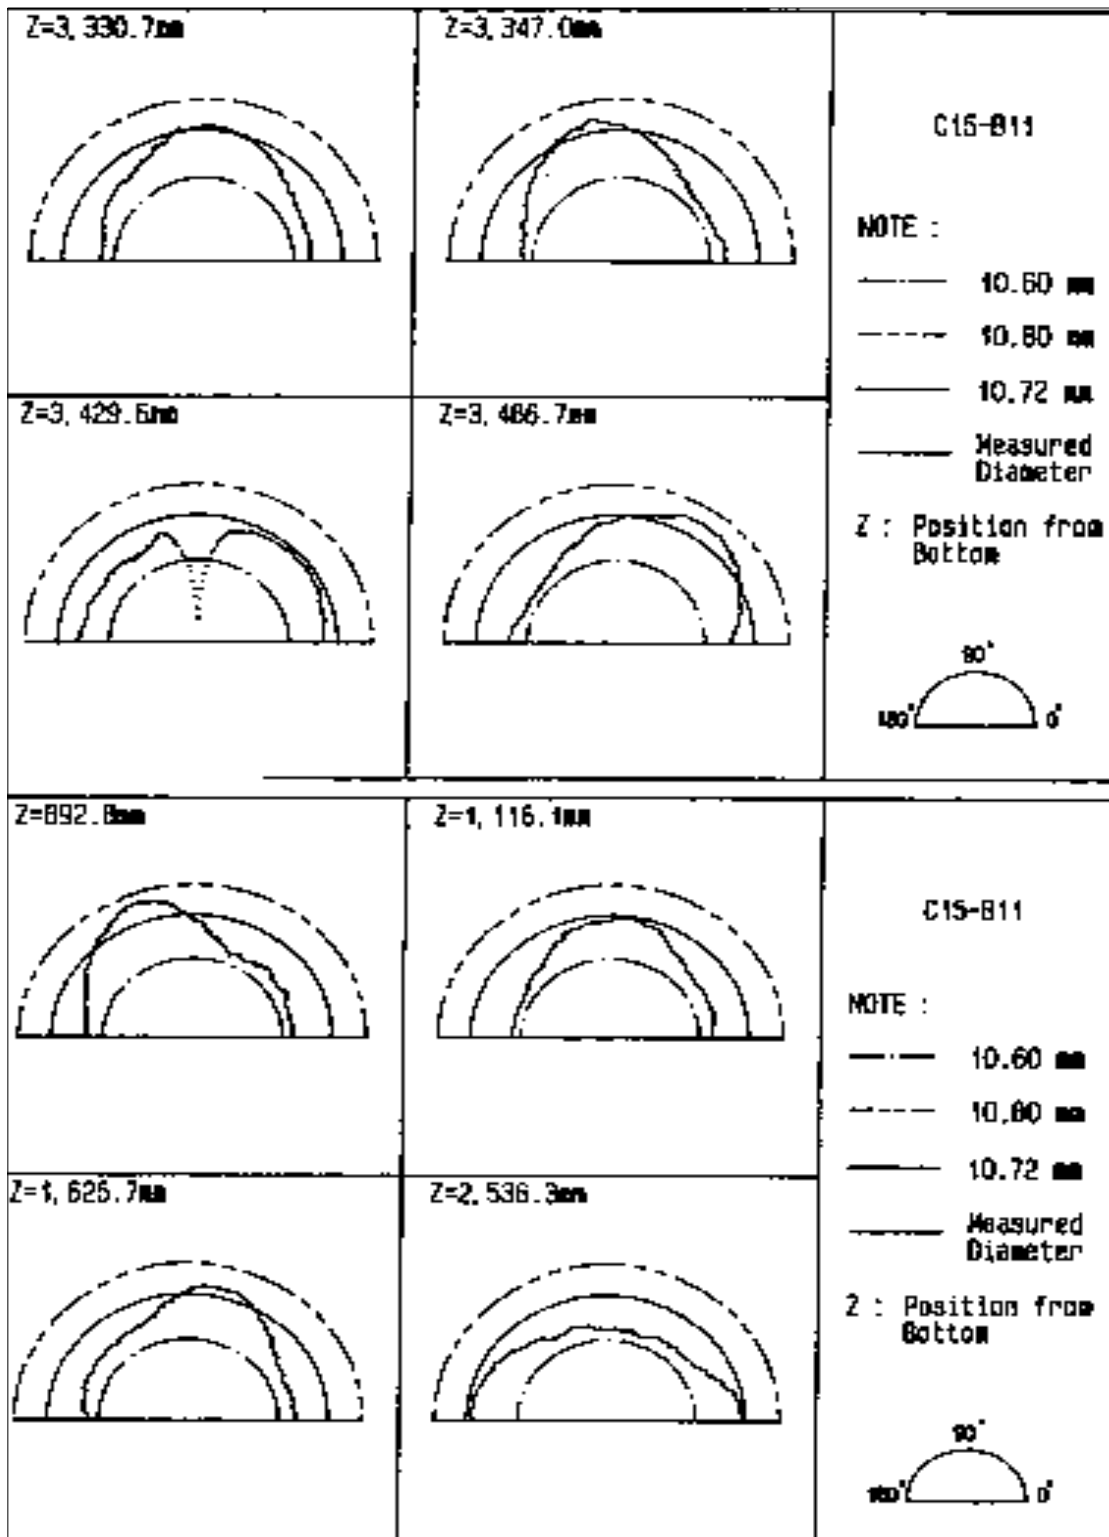 Z=3,330.7mm
Z=3,347.0mm
C15-B11
NOTE :
10.60 mm
10.80 mm
10.72 mm
Measured
Diameter
Z : Position from
Bottom
90°
180°
0°
Z=3,429.6mm
Z=3,486.7mm
Z=892.8mm
Z=1,116.1mm
C15-B11
NOTE :
10.60 mm
10.80 mm
10.72 mm
Measured
Diameter
Z : Position from
Bottom
90°
180°
0°
Z=1,625.7mm
Z=2,536.3mm